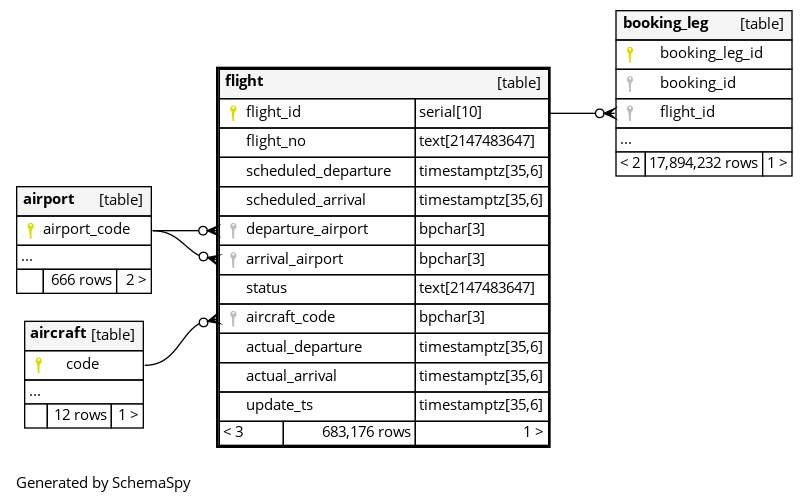 booking_leg [table]
booking_leg_id
booking_id
flight_id
...
< 2 17,894,232 rows 1 >
flight [table]
flight_id serial[10]
flight_no text[2147483647]
scheduled_departure timestamptz[35,6]
scheduled_arrival timestamptz[35,6]
departure_airport bpchar[3]
arrival_airport bpchar[3]
status text[2147483647]
aircraft_code bpchar[3]
actual_departure timestamptz[35,6]
actual_arrival timestamptz[35,6]
update_ts timestamptz[35,6]
< 3 683,176 rows 1 >
airport [table]
airport_code
...
666 rows 2 >
aircraft [table]
code
...
12 rows 1 >
Generated by SchemaSpy